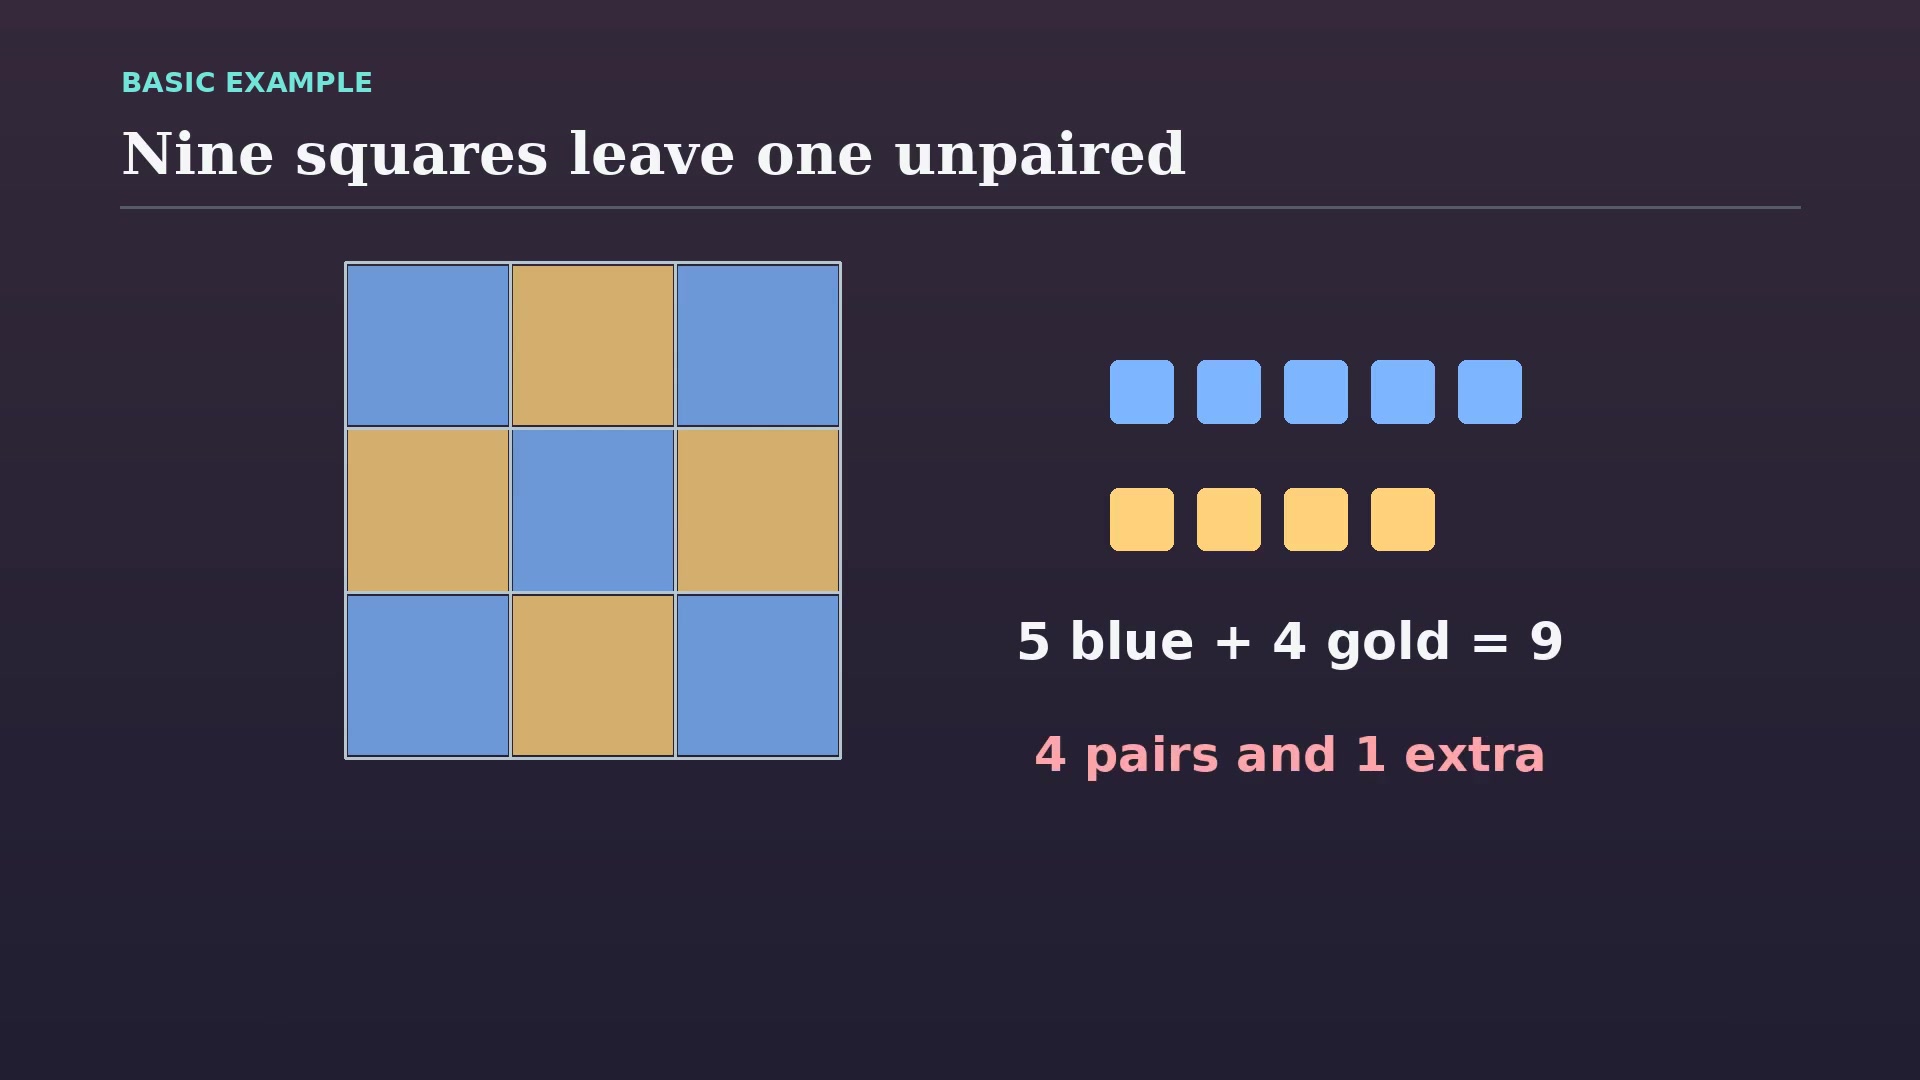 BASIC EXAMPLE
Nine squares leave one unpaired
5 blue + 4 gold = 9
4 pairs and 1 extra